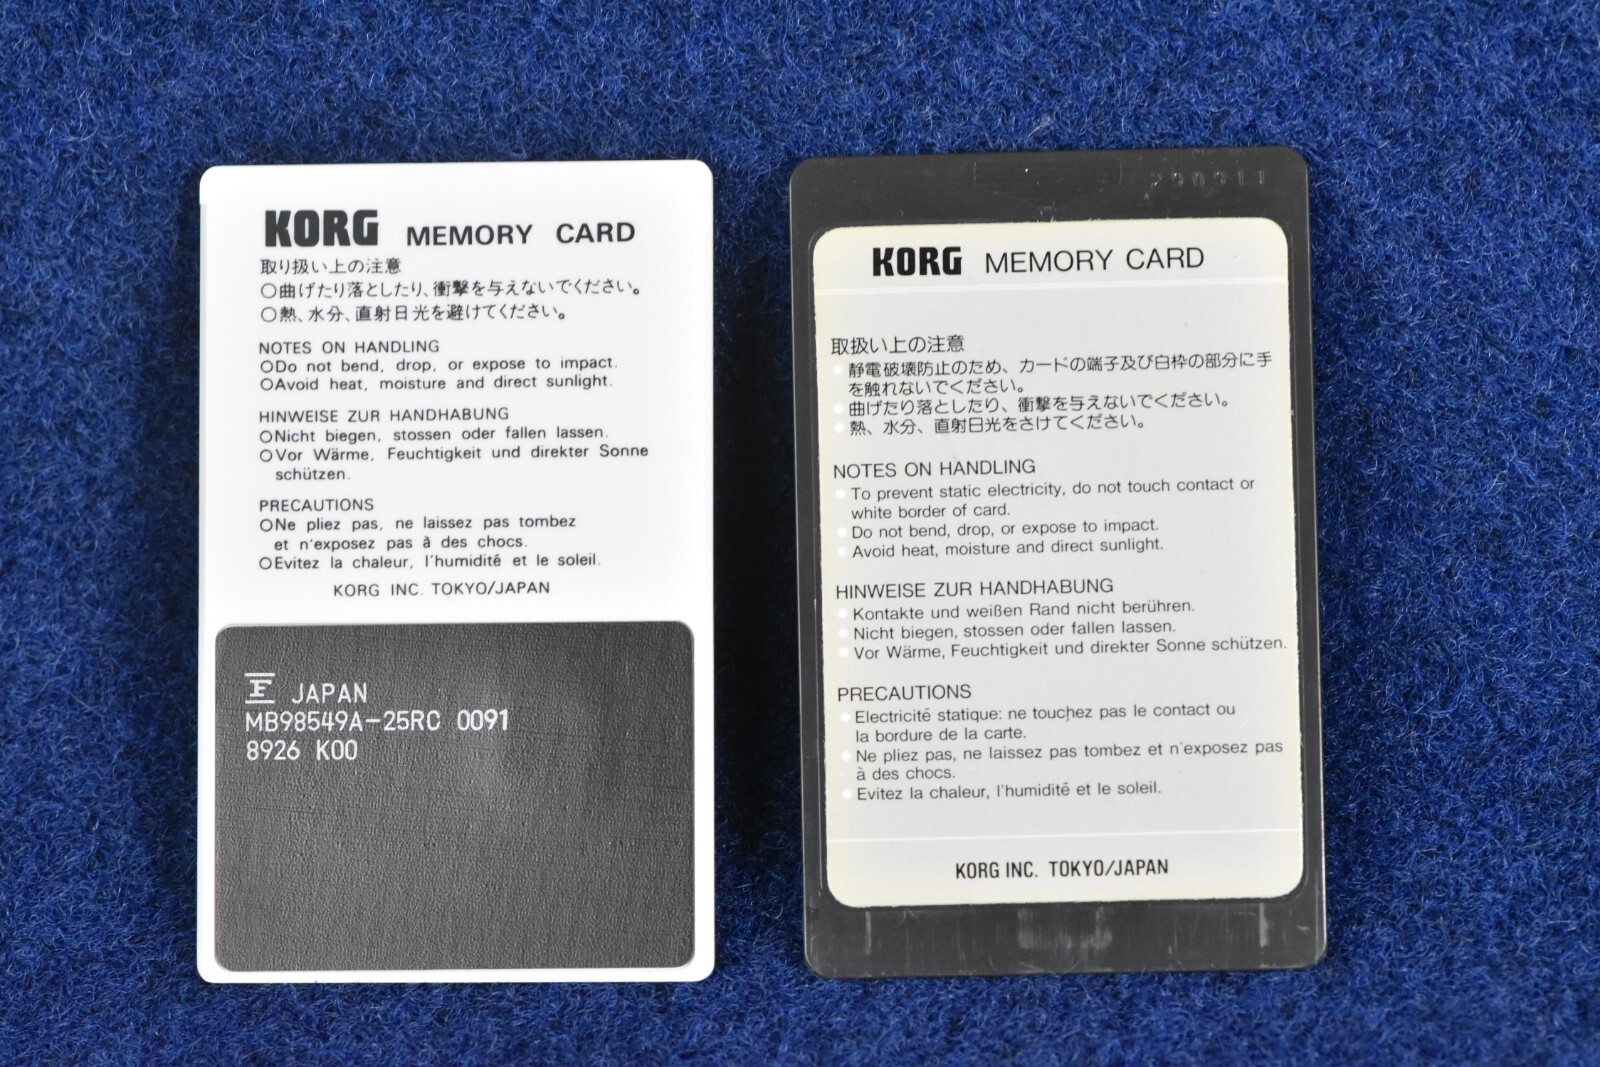 KORG MEMORY CARD
取り扱い上の注意
○曲げたり落としたり、衝撃を与えないでください。
○熱、水分、直射日光を避けてください。
NOTES ON HANDLING
○Do not bend, drop, or expose to impact.
○Avoid heat, moisture and direct sunlight.
HINWEISE ZUR HANDHABUNG
○Nicht biegen, stossen oder fallen lassen.
○Vor Wärme, Feuchtigkeit und direkter Sonne
schützen.
PRECAUTIONS
○Ne pliez pas, ne laissez pas tombez
et n'exposez pas à des chocs.
○Evitez la chaleur, l'humidité et le soleil.
KORG INC. TOKYO/JAPAN
F JAPAN
MB98549A-25RC 0091
8926 K00
KORG MEMORY CARD
取扱い上の注意
静電破壊防止のため、カードの端子及び白枠の部分に手
を触れないでください。
曲げたり落としたり、衝撃を与えないでください。
熱、水分、直射日光をさけてください。
NOTES ON HANDLING
To prevent static electricity, do not touch contact or
white border of card.
Do not bend, drop, or expose to impact.
Avoid heat, moisture and direct sunlight.
HINWEISE ZUR HANDHABUNG
Kontakte und weißen Rand nicht berühren.
Nicht biegen, stossen oder fallen lassen.
Vor Wärme, Feuchtigkeit und direkter Sonne schützen.
PRECAUTIONS
Electricité statique: ne touchez pas le contact ou
la bordure de la carte.
Ne pliez pas, ne laissez pas tombez et n'exposez pas
à des chocs.
Evitez la chaleur, l'humidité et le soleil.
KORG INC. TOKYO/JAPAN